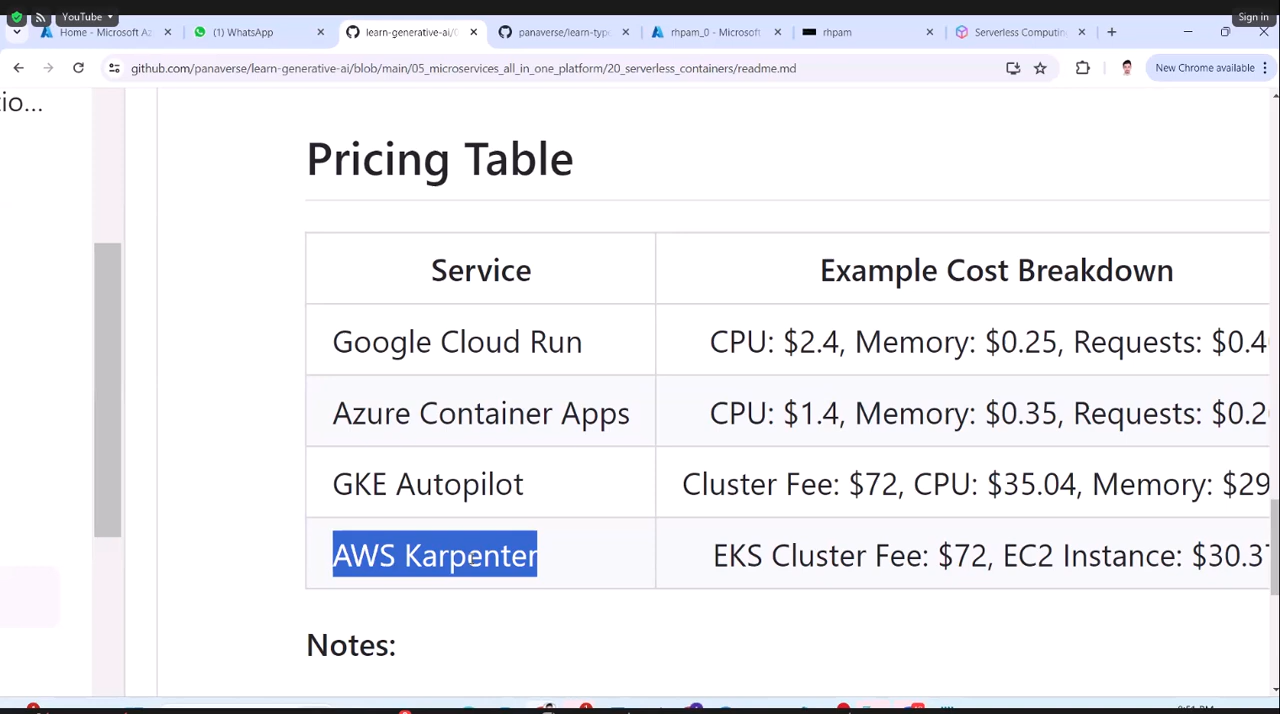 YouTube
Sign in
Home - Microsoft Az
(1) WhatsApp
learn-generative-ai/
panaverse/learn-typ
rhpam_0 - Microsoft
rhpam
Serverless Computin
github.com/panaverse/learn-generative-ai/blob/main/05_microservices_all_in_one_platform/20_serverless_containers/readme.md
New Chrome available
tio...
Pricing Table
Service Example Cost Breakdown
Google Cloud Run CPU: $2.4, Memory: $0.25, Requests: $0.4
Azure Container Apps CPU: $1.4, Memory: $0.35, Requests: $0.2
GKE Autopilot Cluster Fee: $72, CPU: $35.04, Memory: $29
AWS Karpenter EKS Cluster Fee: $72, EC2 Instance: $30.37
Notes: